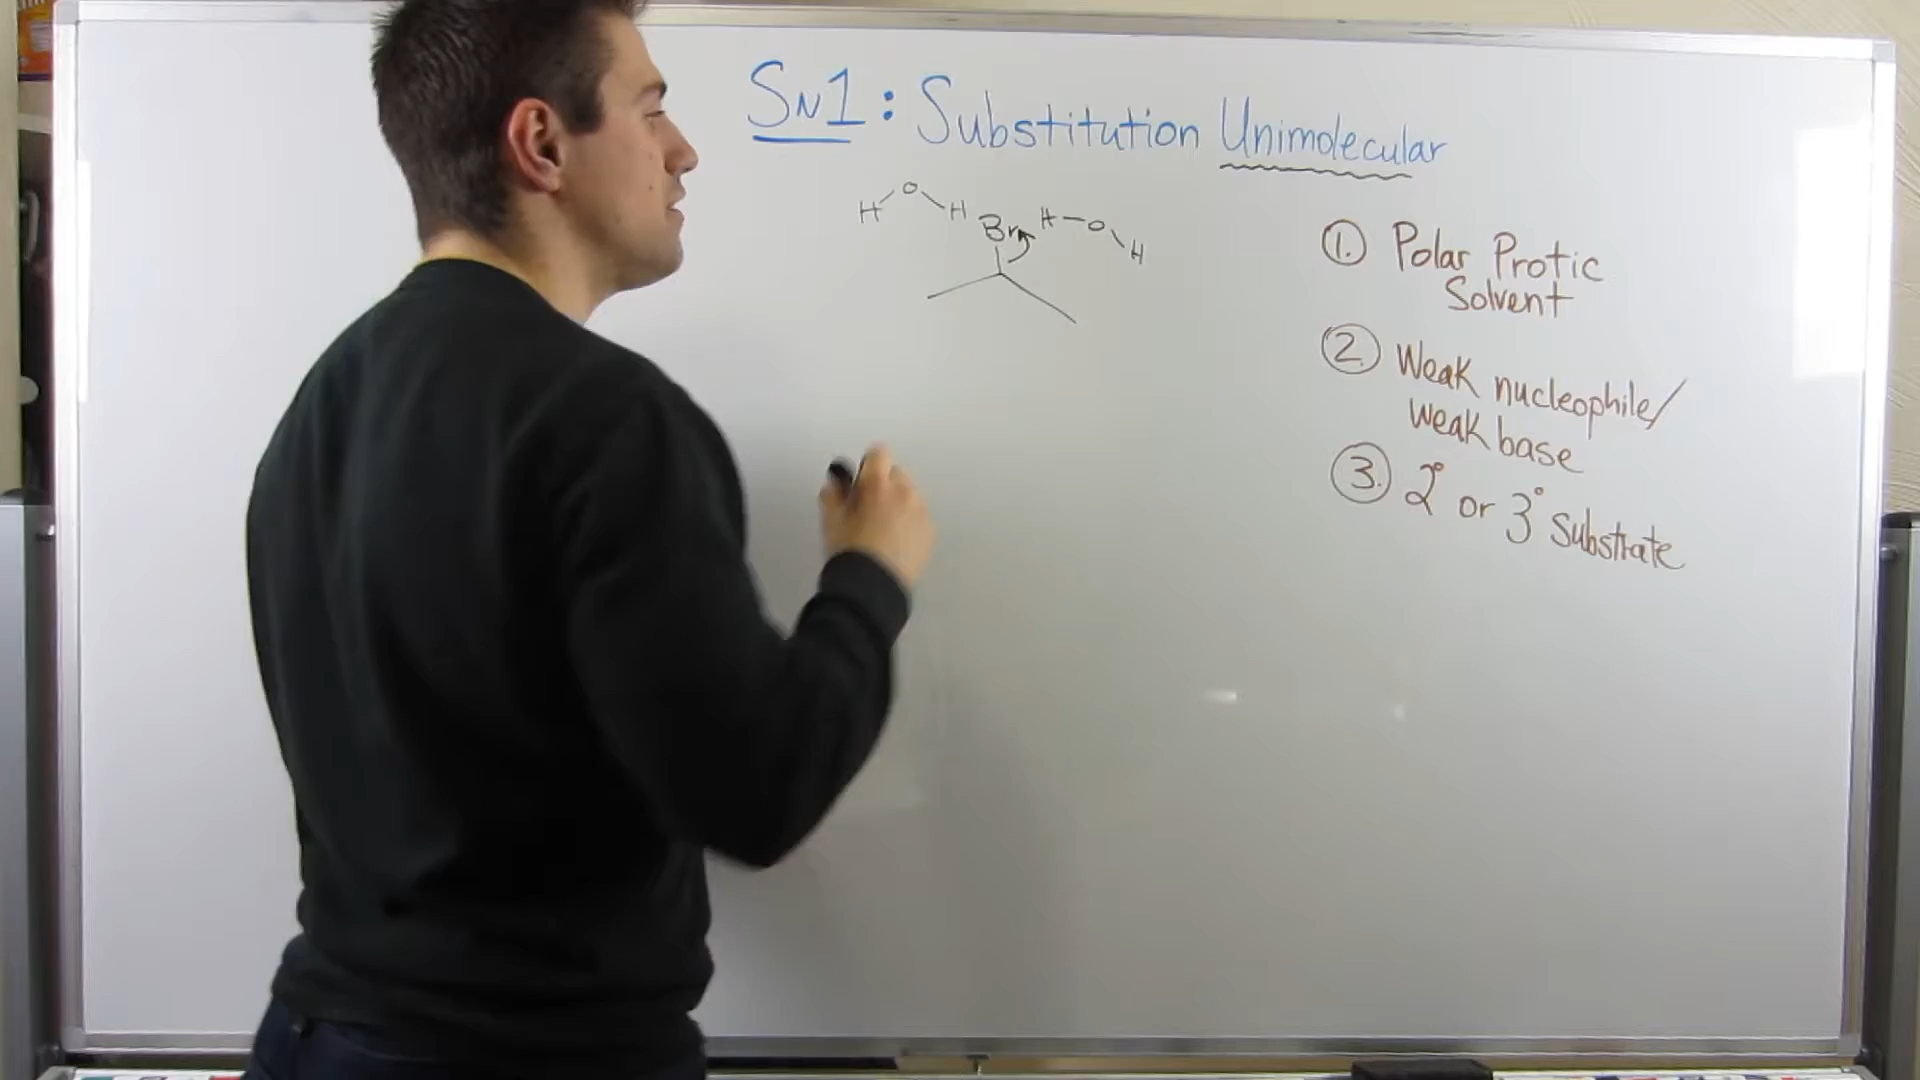 SN1: Substitution Unimolecular
H O H Br H-O H
1. Polar Protic
Solvent
2. Weak nucleophile/
weak base
3. 2° or 3° Substrate